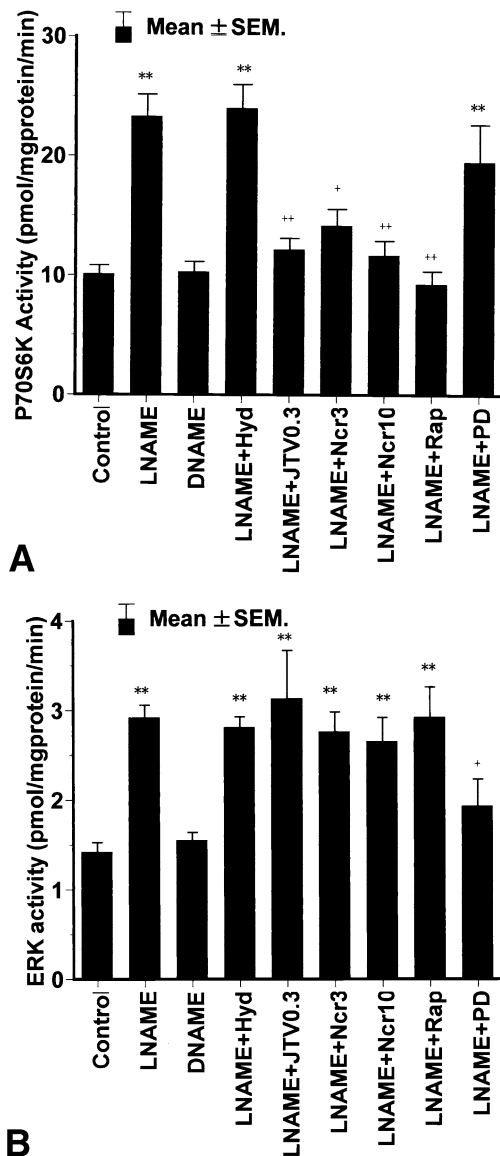 Mean ± SEM.
30
20
10
0
P70S6K Activity (pmol/mgprotein/min)
**
**
++
+
++
++
**
Control
LNAME
DNAME
LNAME+Hyd
LNAME+JTV0.3
LNAME+Ncr3
LNAME+Ncr10
LNAME+Rap
LNAME+PD
A
Mean ± SEM.
4
3
2
1
0
ERK activity (pmol/mgprotein/min)
**
**
**
**
**
**
+
Control
LNAME
DNAME
LNAME+Hyd
LNAME+JTV0.3
LNAME+Ncr3
LNAME+Ncr10
LNAME+Rap
LNAME+PD
B